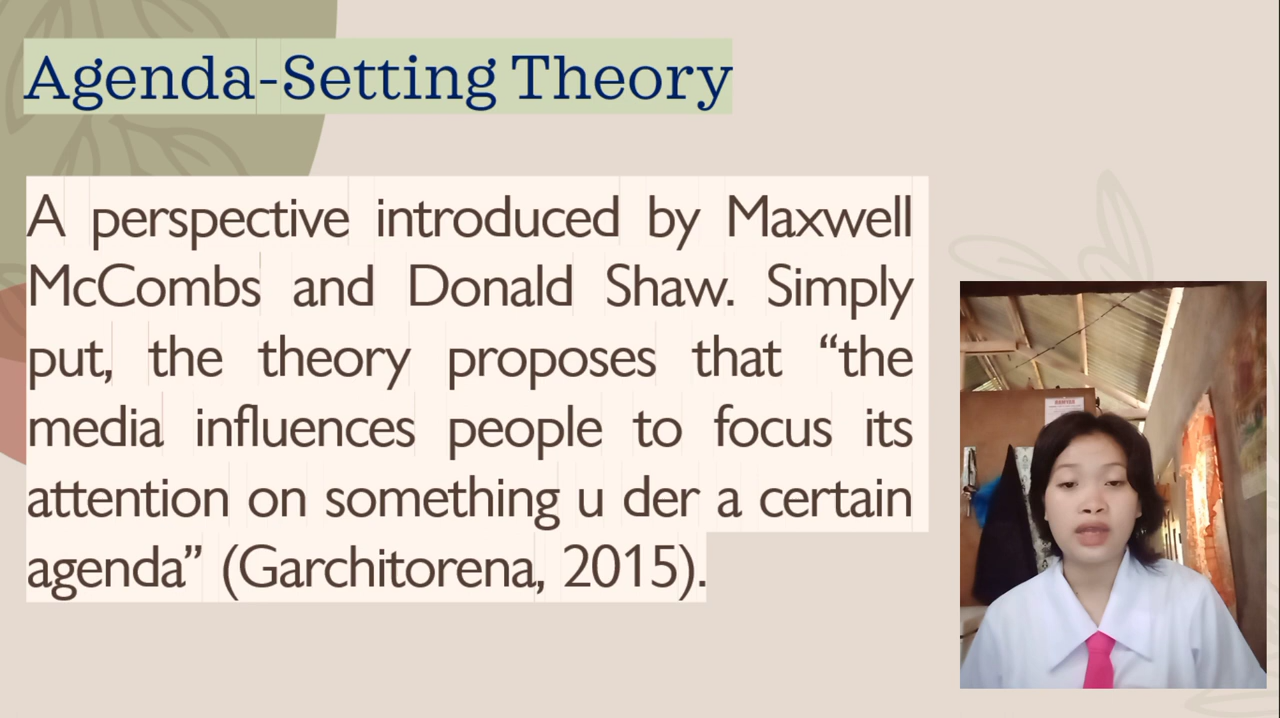 Agenda-Setting Theory
A perspective introduced by Maxwell
McCombs and Donald Shaw. Simply
put, the theory proposes that “the
media influences people to focus its
attention on something u der a certain
agenda” (Garchitorena, 2015).